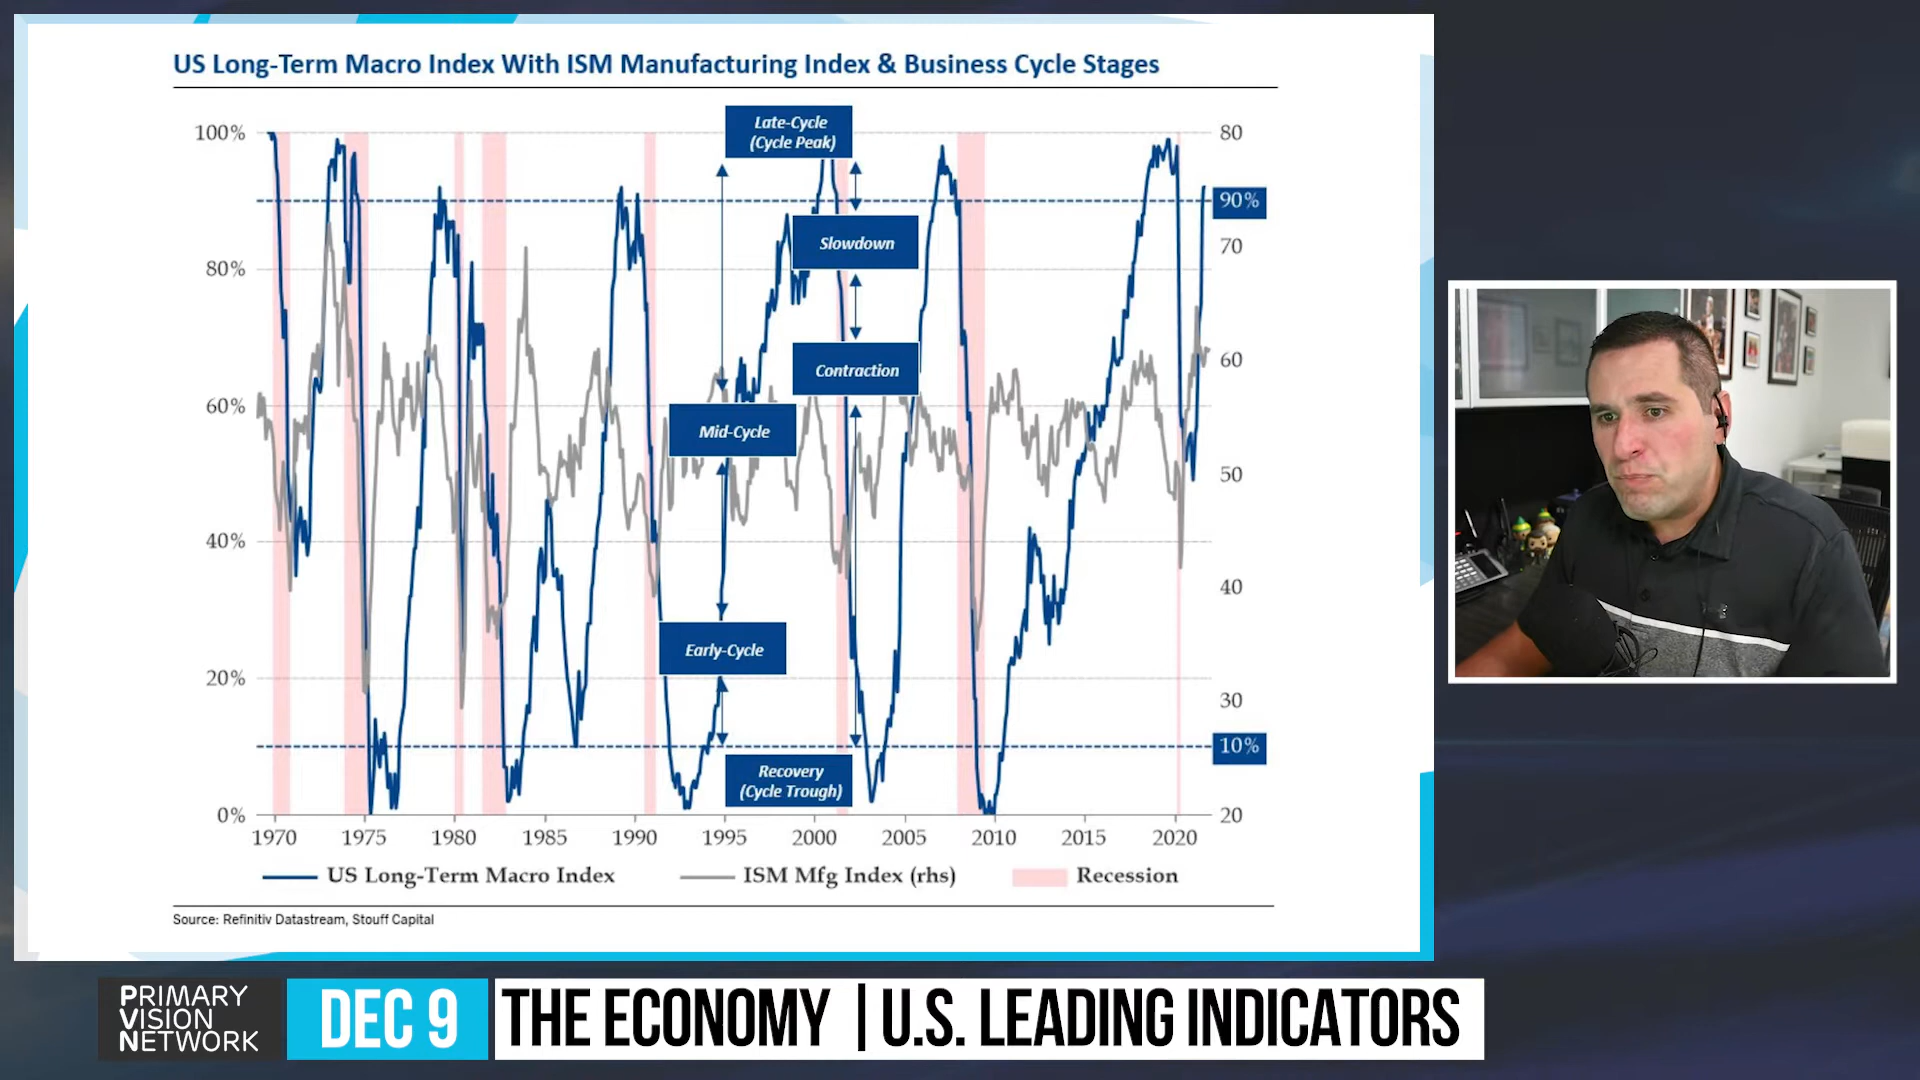 US Long-Term Macro Index With ISM Manufacturing Index & Business Cycle Stages
Late-Cycle
(Cycle Peak)
Slowdown
Contraction
Mid-Cycle
Early-Cycle
Recovery
(Cycle Trough)
100%
80%
60%
40%
20%
0%
80
90%
70
60
50
40
30
10%
20
1970 1975 1980 1985 1990 1995 2000 2005 2010 2015 2020
US Long-Term Macro Index ISM Mfg Index (rhs) Recession
Source: Refinitiv Datastream, Stouff Capital
PRIMARY
VISION
NETWORK
DEC 9
THE ECONOMY | U.S. LEADING INDICATORS